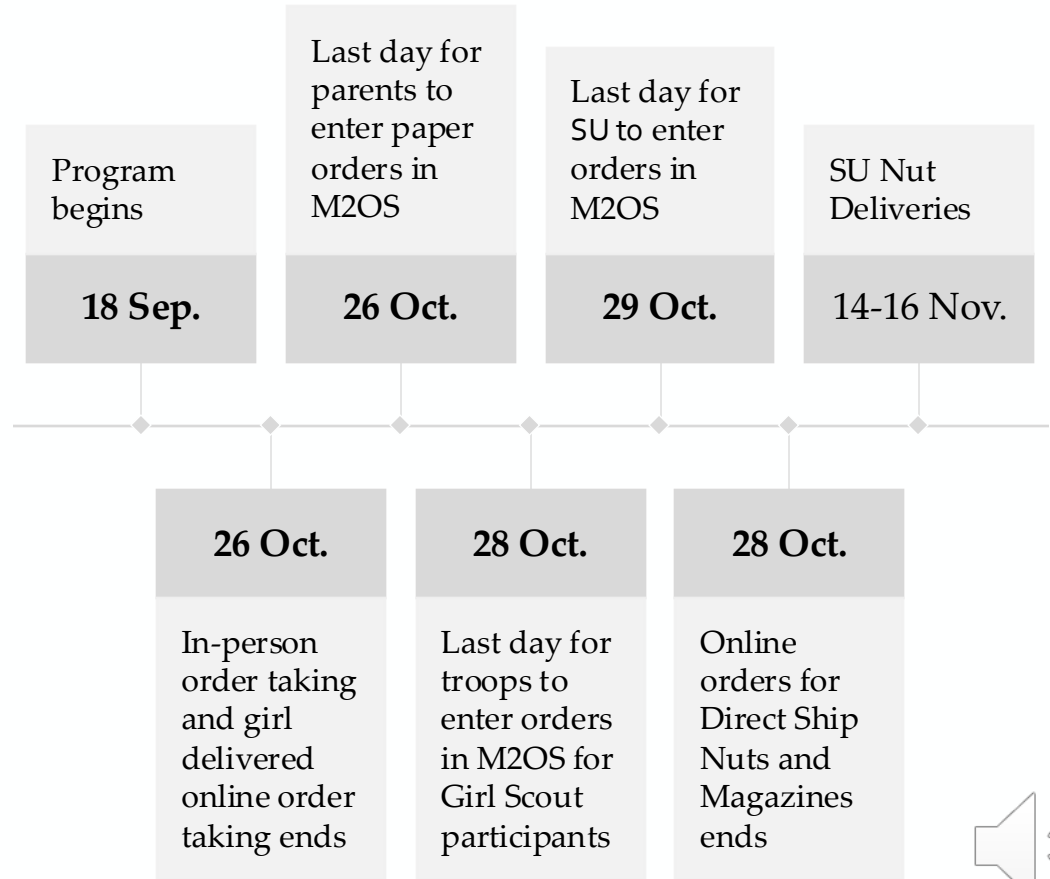 Program
begins
18 Sep.
Last day for
parents to
enter paper
orders in
M2OS
26 Oct.
Last day for
SU to enter
orders in
M2OS
29 Oct.
SU Nut
Deliveries
14-16 Nov.
26 Oct.
In-person
order taking
and girl
delivered
online order
taking ends
28 Oct.
Last day for
troops to
enter orders
in M2OS for
Girl Scout
participants
28 Oct.
Online
orders for
Direct Ship
Nuts and
Magazines
ends